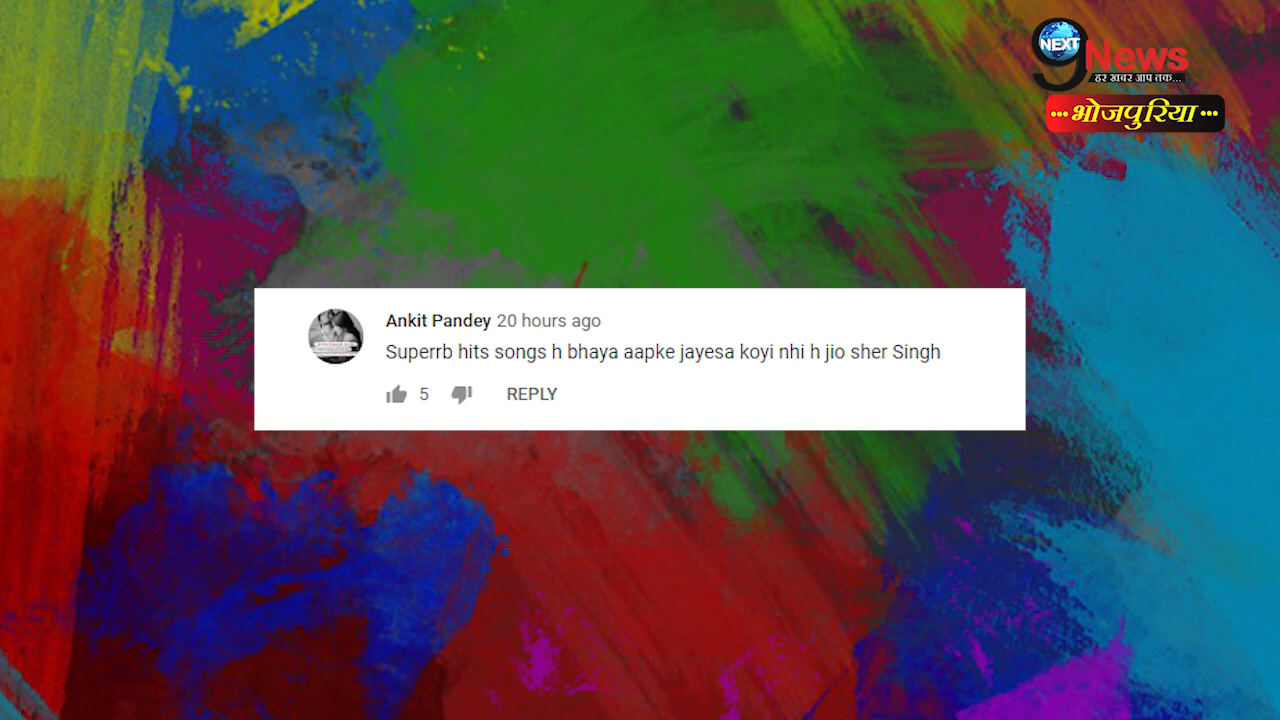 NEXT
9 News
हर खबर आप तक...
...भोजपुरिया...
Ankit Pandey 20 hours ago
Superrb hits songs h bhaya aapke jayesa koyi nhi h jio sher Singh
5 REPLY